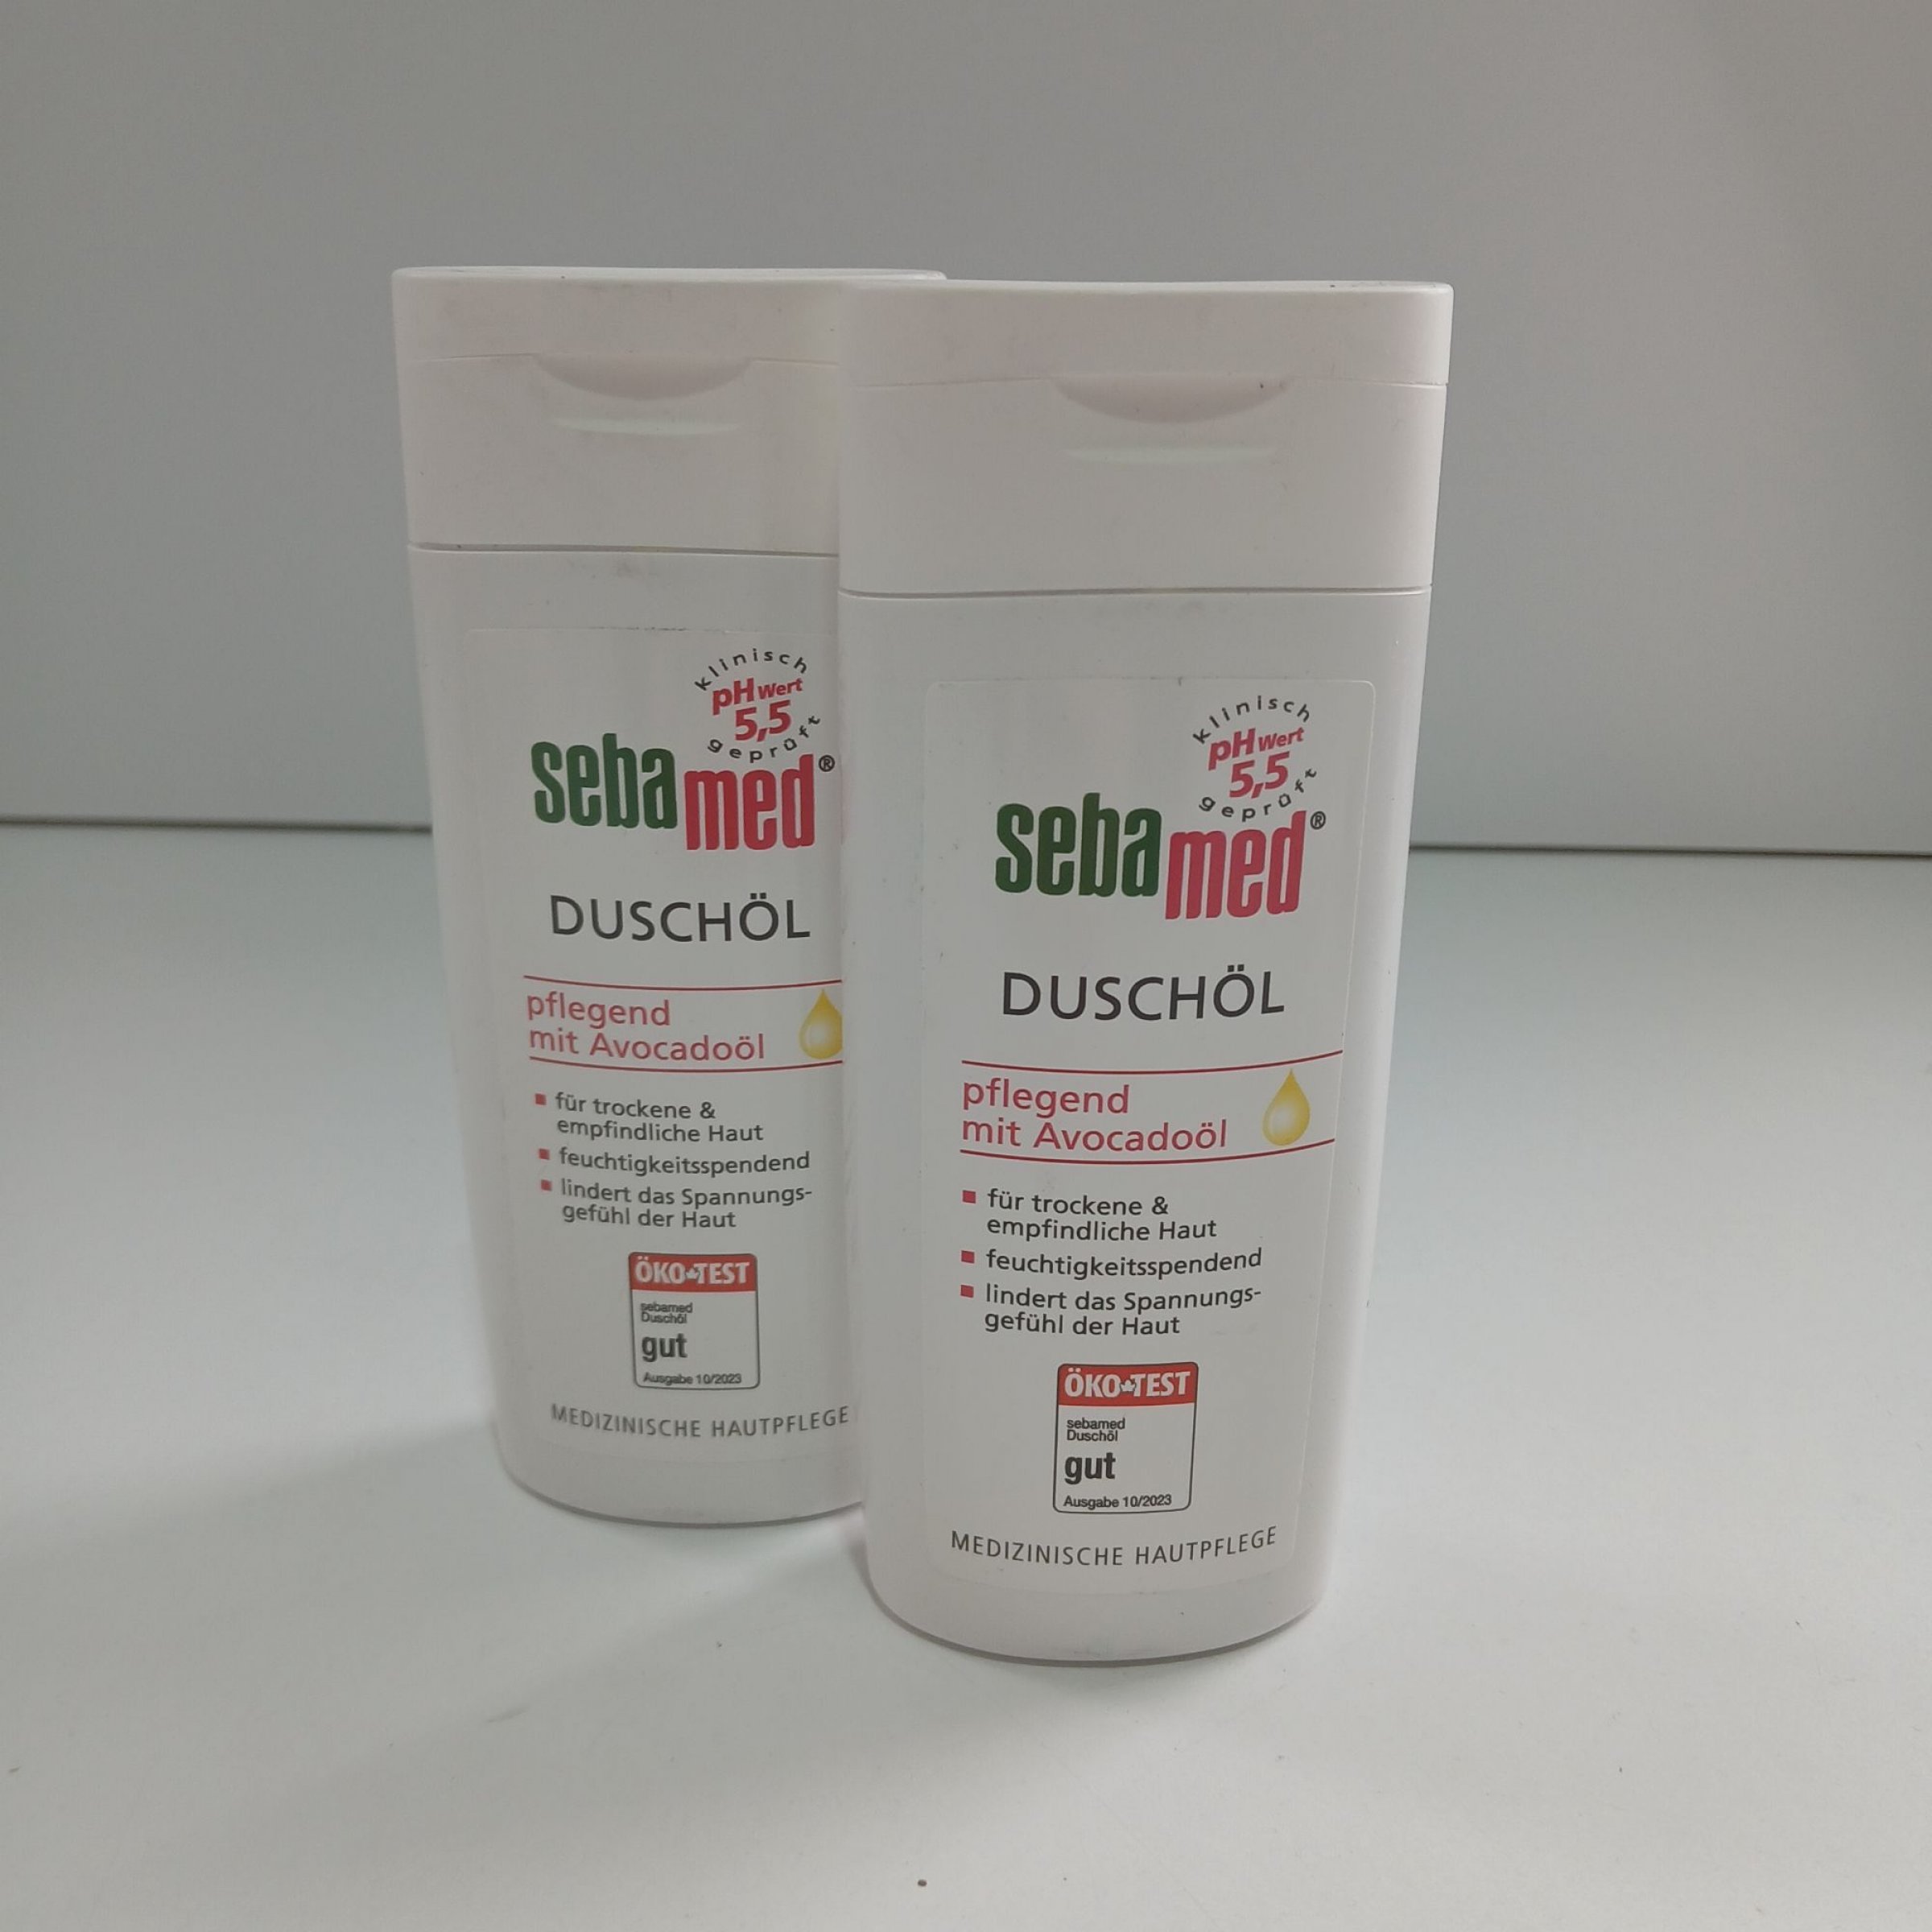 klinisch
pH Wert
5,5
geprüft
sebamed®
DUSCHÖL
pflegend
mit Avocadoöl
für trockene &
empfindliche Haut
feuchtigkeitsspendend
lindert das Spannungs-
gefühl der Haut
ÖKO-TEST
sebamed
Duschöl
gut
Ausgabe 10/2023
MEDIZINISCHE HAUTPFLEGE
klinisch
pH Wert
5,5
geprüft
sebamed®
DUSCHÖL
pflegend
mit Avocadoöl
für trockene &
empfindliche Haut
feuchtigkeitsspendend
lindert das Spannungs-
gefühl der Haut
ÖKO-TEST
sebamed
Duschöl
gut
Ausgabe 10/2023
MEDIZINISCHE HAUTPFLEGE